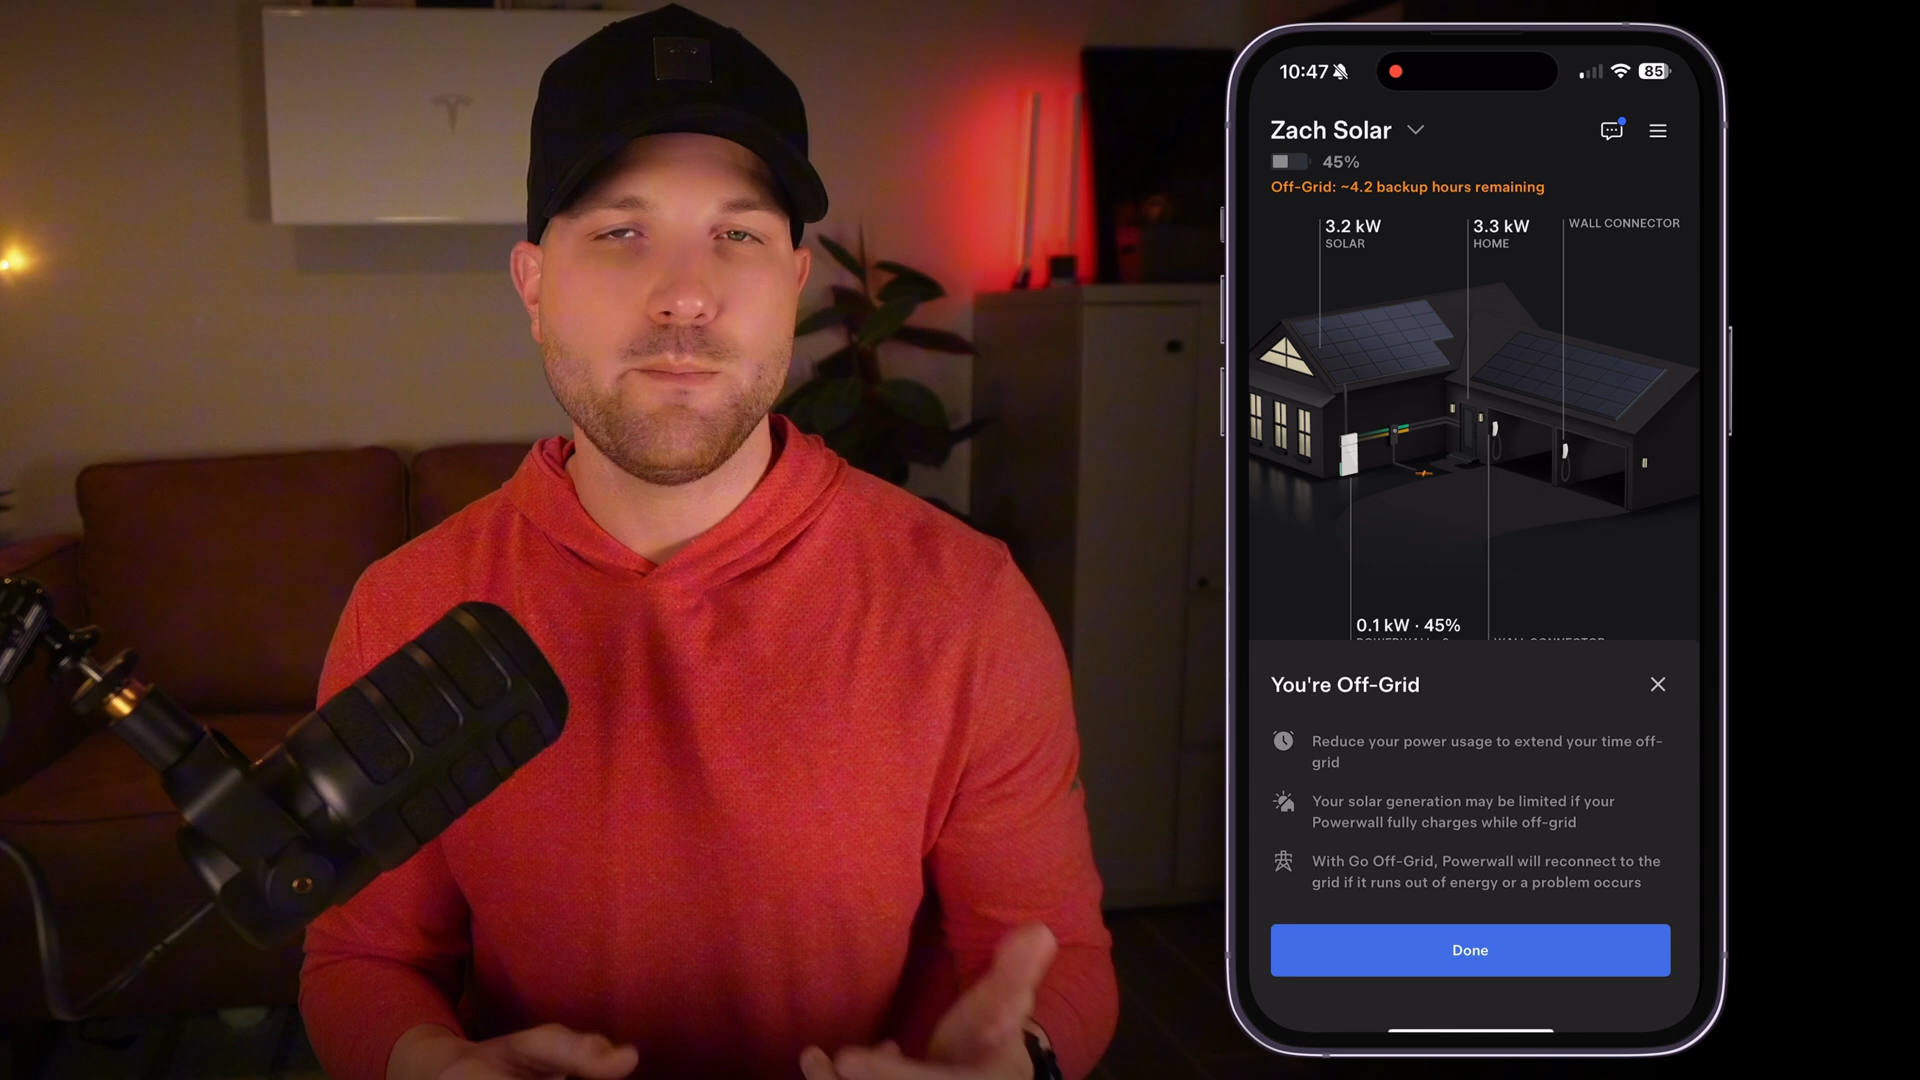 10:47
85
Zach Solar
45%
Off-Grid: ~4.2 backup hours remaining
3.2 kW
SOLAR
3.3 kW
HOME
WALL CONNECTOR
0.1 kW · 45%
WALL CONNECTOR
You're Off-Grid
Reduce your power usage to extend your time off-
grid
Your solar generation may be limited if your
Powerwall fully charges while off-grid
With Go Off-Grid, Powerwall will reconnect to the
grid if it runs out of energy or a problem occurs
Done